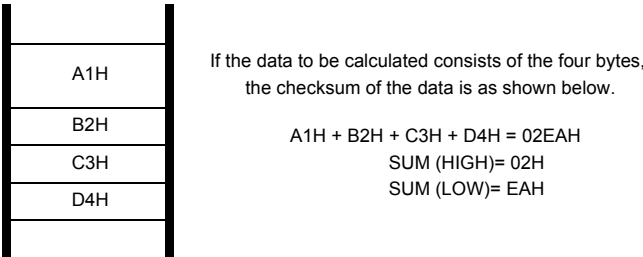 A1H
B2H
C3H
D4H
If the data to be calculated consists of the four bytes,
the checksum of the data is as shown below.
A1H + B2H + C3H + D4H = 02EAH
SUM (HIGH)= 02H
SUM (LOW)= EAH